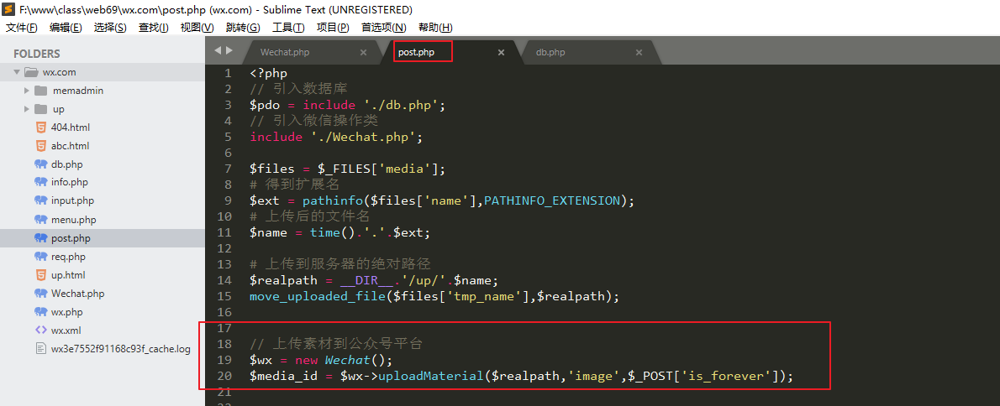 F:\www\class\web69\wx.com\post.php (wx.com) - Sublime Text (UNREGISTERED)
文件(F) 编辑(E) 选择(S) 查找(I) 视图(V) 跳转(G) 工具(T) 项目(P) 首选项(N) 帮助(H)
FOLDERS
wx.com
memadmin
up
404.html
abc.html
db.php
info.php
input.php
menu.php
post.php
req.php
up.html
Wechat.php
wx.php
wx.xml
wx3e7552f91168c93f_cache.log
Wechat.php × post.php × db.php ×
1 <?php
2 // 引入数据库
3 $pdo = include './db.php';
4 // 引入微信操作类
5 include './Wechat.php';
6
7 $files = $_FILES['media'];
8 # 得到扩展名
9 $ext = pathinfo($files['name'],PATHINFO_EXTENSION);
10 # 上传后的文件名
11 $name = time().'.'.$ext;
12
13 # 上传到服务器的绝对路径
14 $realpath = __DIR__.'/up/'.$name;
15 move_uploaded_file($files['tmp_name'],$realpath);
16
17
18 // 上传素材到公众号平台
19 $wx = new Wechat();
20 $media_id = $wx->uploadMaterial($realpath,'image',$_POST['is_forever']);
21